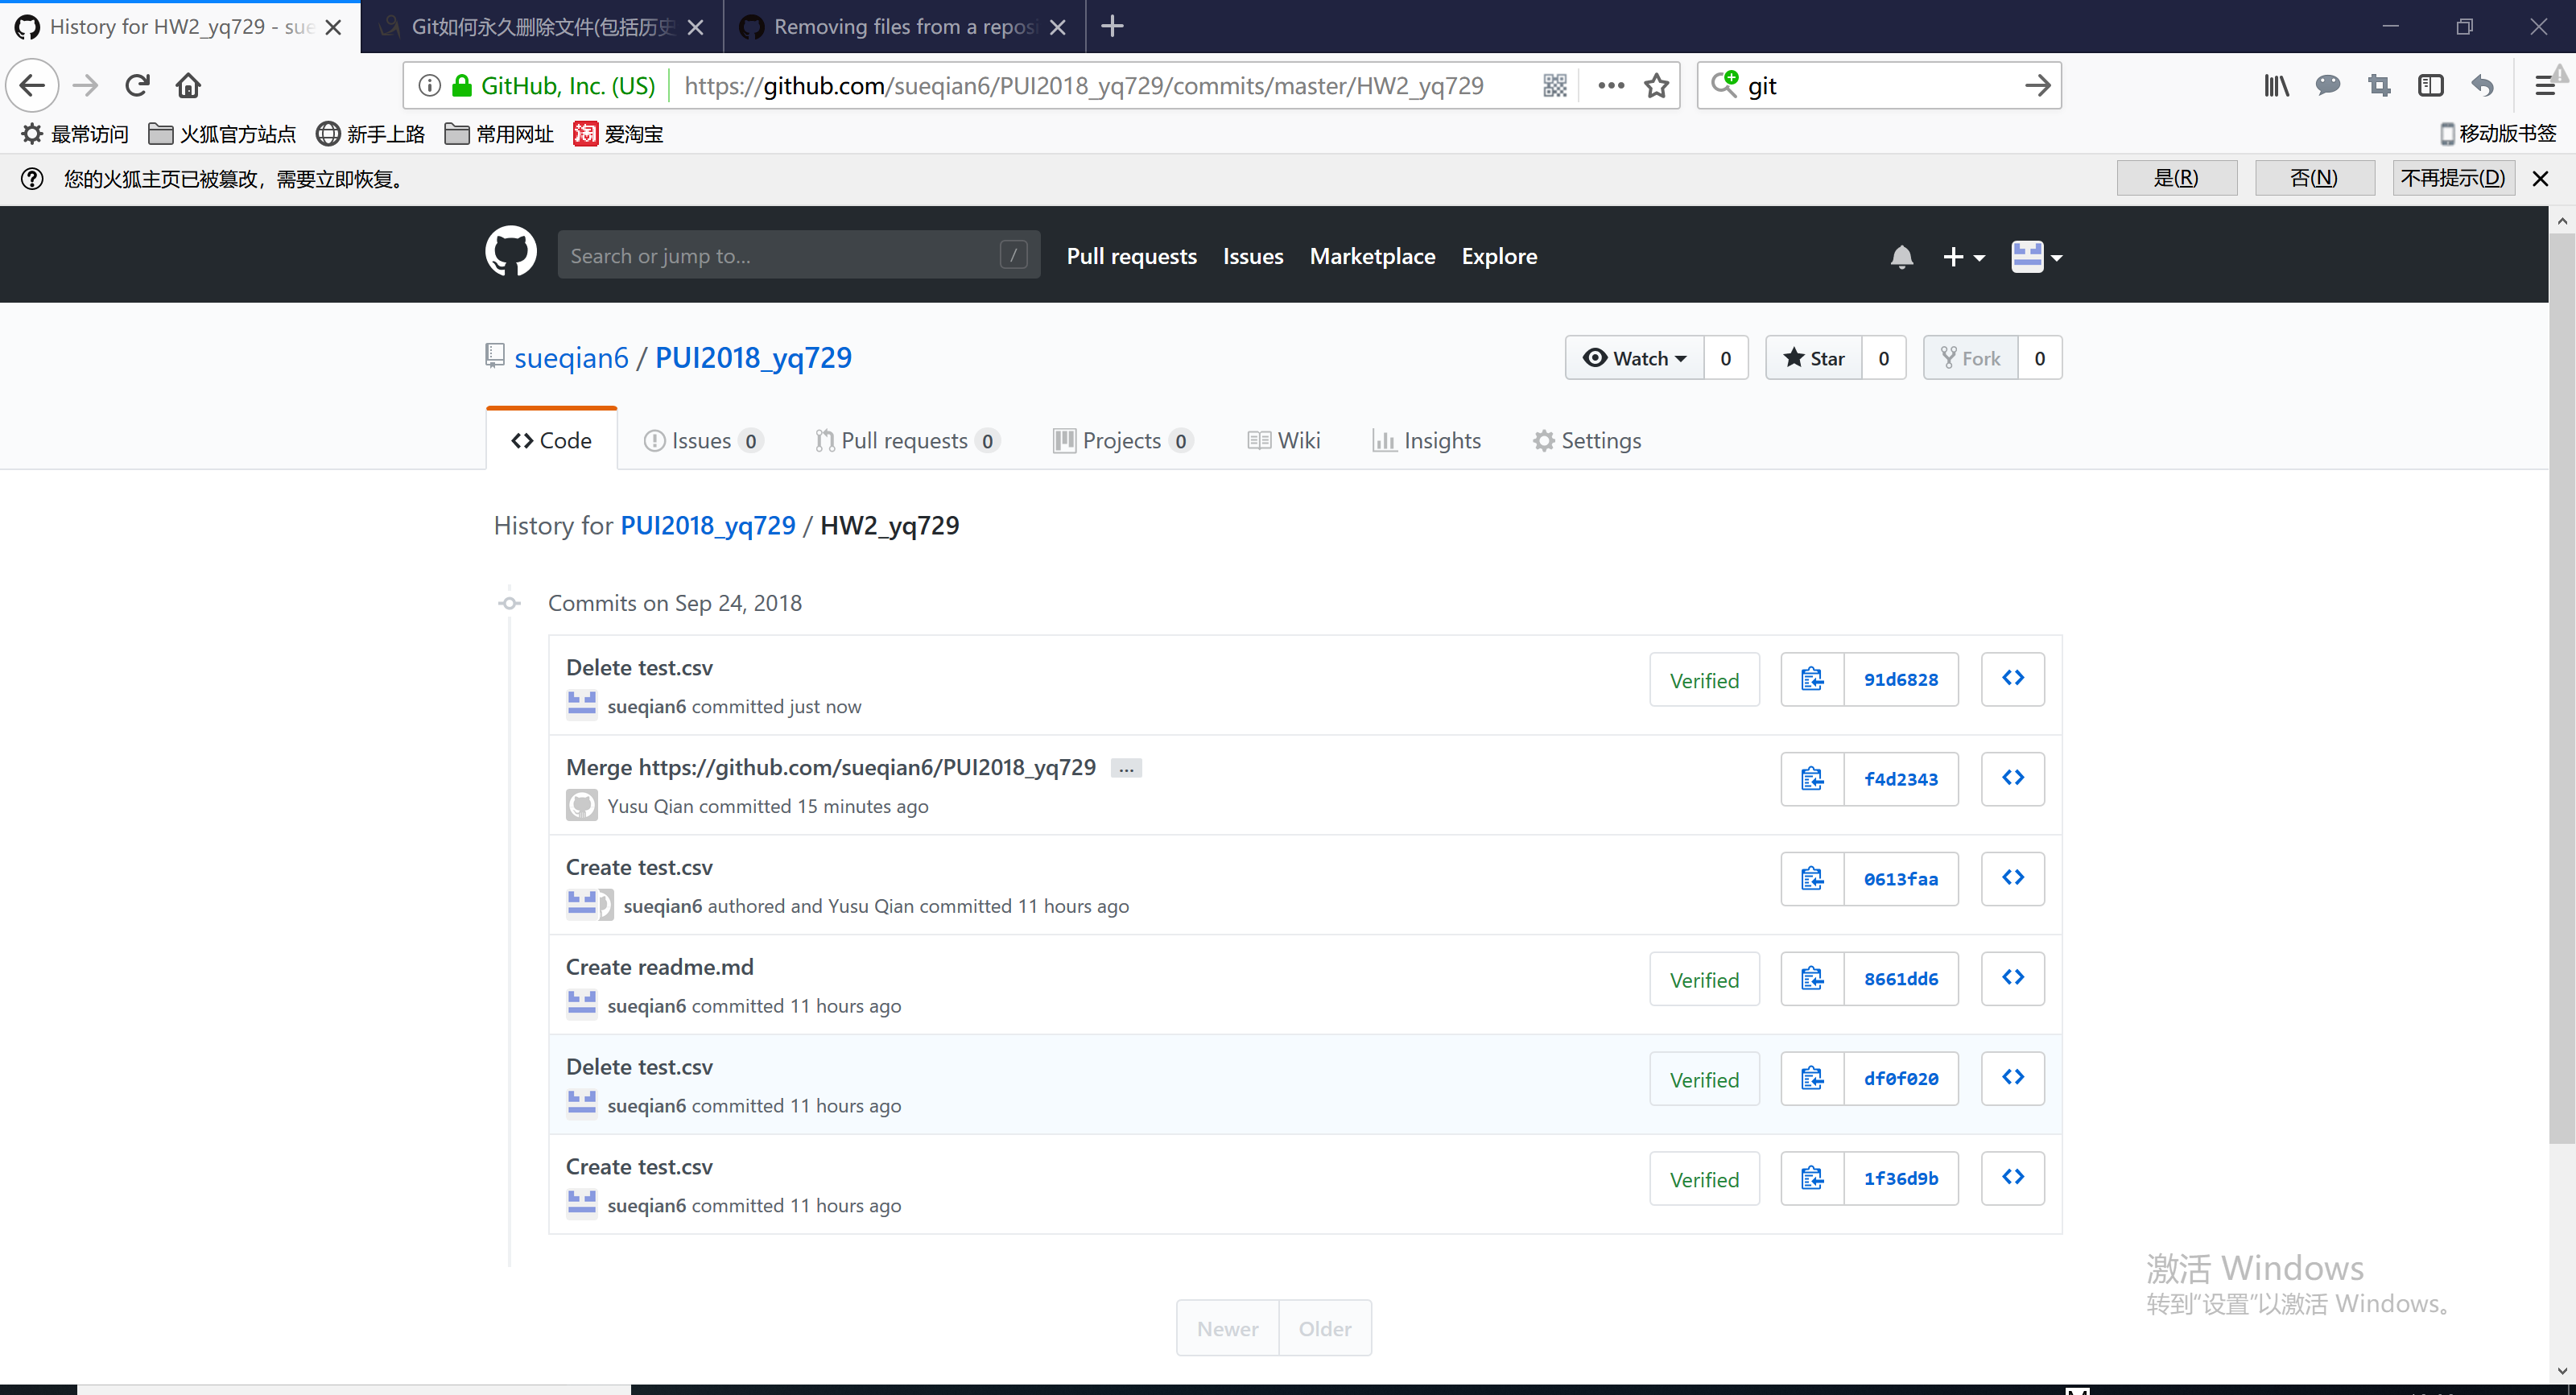 History for HW2_yq729 - sue
Git如何永久删除文件(包括历史
Removing files from a reposi
GitHub, Inc. (US)
https://github.com/sueqian6/PUI2018_yq729/commits/master/HW2_yq729
git
最常访问
火狐官方站点
新手上路
常用网址
淘
爱淘宝
移动版书签
您的火狐主页已被篡改，需要立即恢复。
是(R)
否(N)
不再提示(D)
Search or jump to...
/
Pull requests
Issues
Marketplace
Explore
sueqian6 / PUI2018_yq729
Watch
0
Star
0
Fork
0
Code
Issues 0
Pull requests 0
Projects 0
Wiki
Insights
Settings
History for PUI2018_yq729 / HW2_yq729
Commits on Sep 24, 2018
Delete test.csv
sueqian6 committed just now
Verified
91d6828
Merge https://github.com/sueqian6/PUI2018_yq729 ...
Yusu Qian committed 15 minutes ago
f4d2343
Create test.csv
sueqian6 authored and Yusu Qian committed 11 hours ago
0613faa
Create readme.md
sueqian6 committed 11 hours ago
Verified
8661dd6
Delete test.csv
sueqian6 committed 11 hours ago
Verified
df0f020
Create test.csv
sueqian6 committed 11 hours ago
Verified
1f36d9b
Newer
Older
激活 Windows
转到“设置”以激活 Windows。